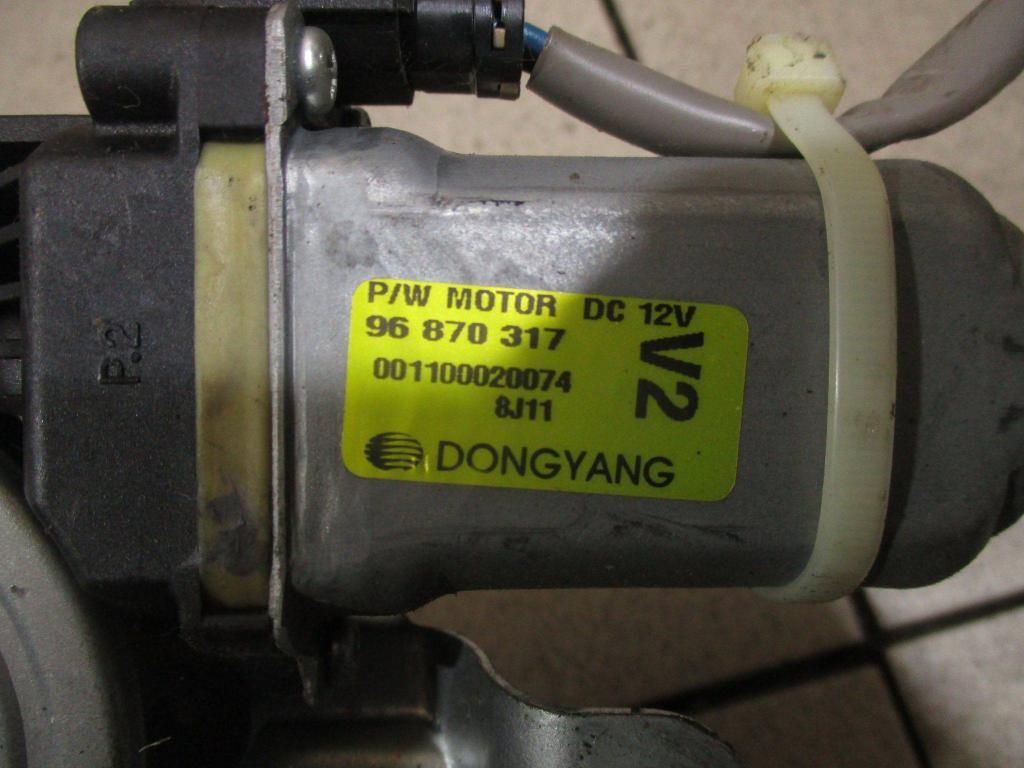 P/W MOTOR DC 12V
96 870 317
V2
001100020074
8J11
DONGYANG
P.2